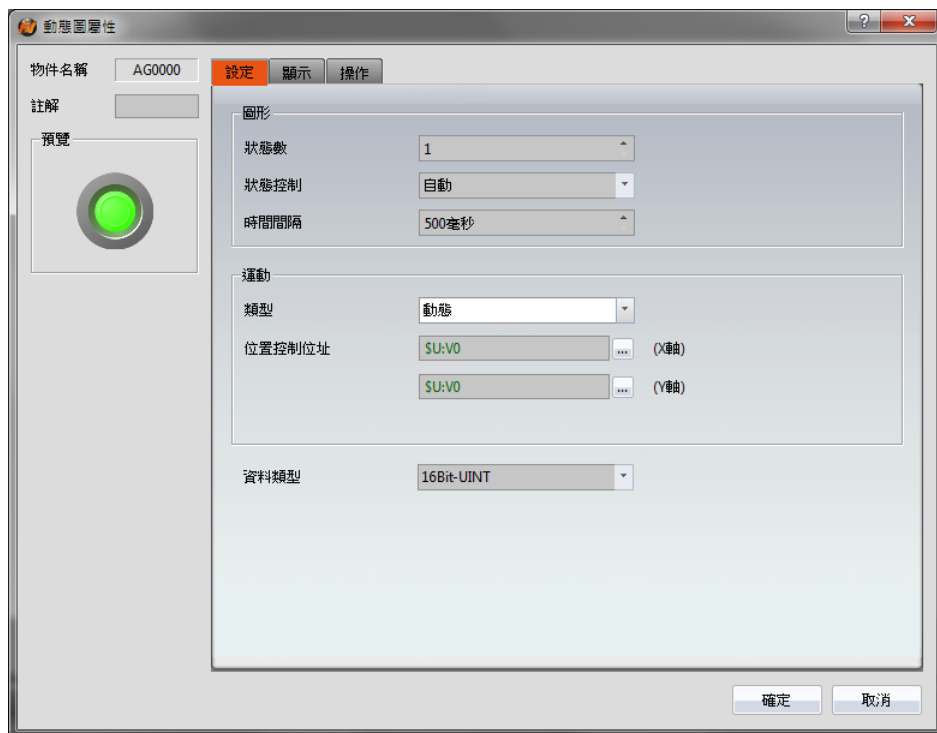 動態圖屬性
物件名稱 AG0000
註解
預覽
設定 顯示 操作
圖形
狀態數 1
狀態控制 自動
時間間隔 500毫秒
運動
類型 動態
位置控制位址 $U:V0 ... (X軸)
$U:V0 ... (Y軸)
資料類型 16Bit-UINT
確定 取消